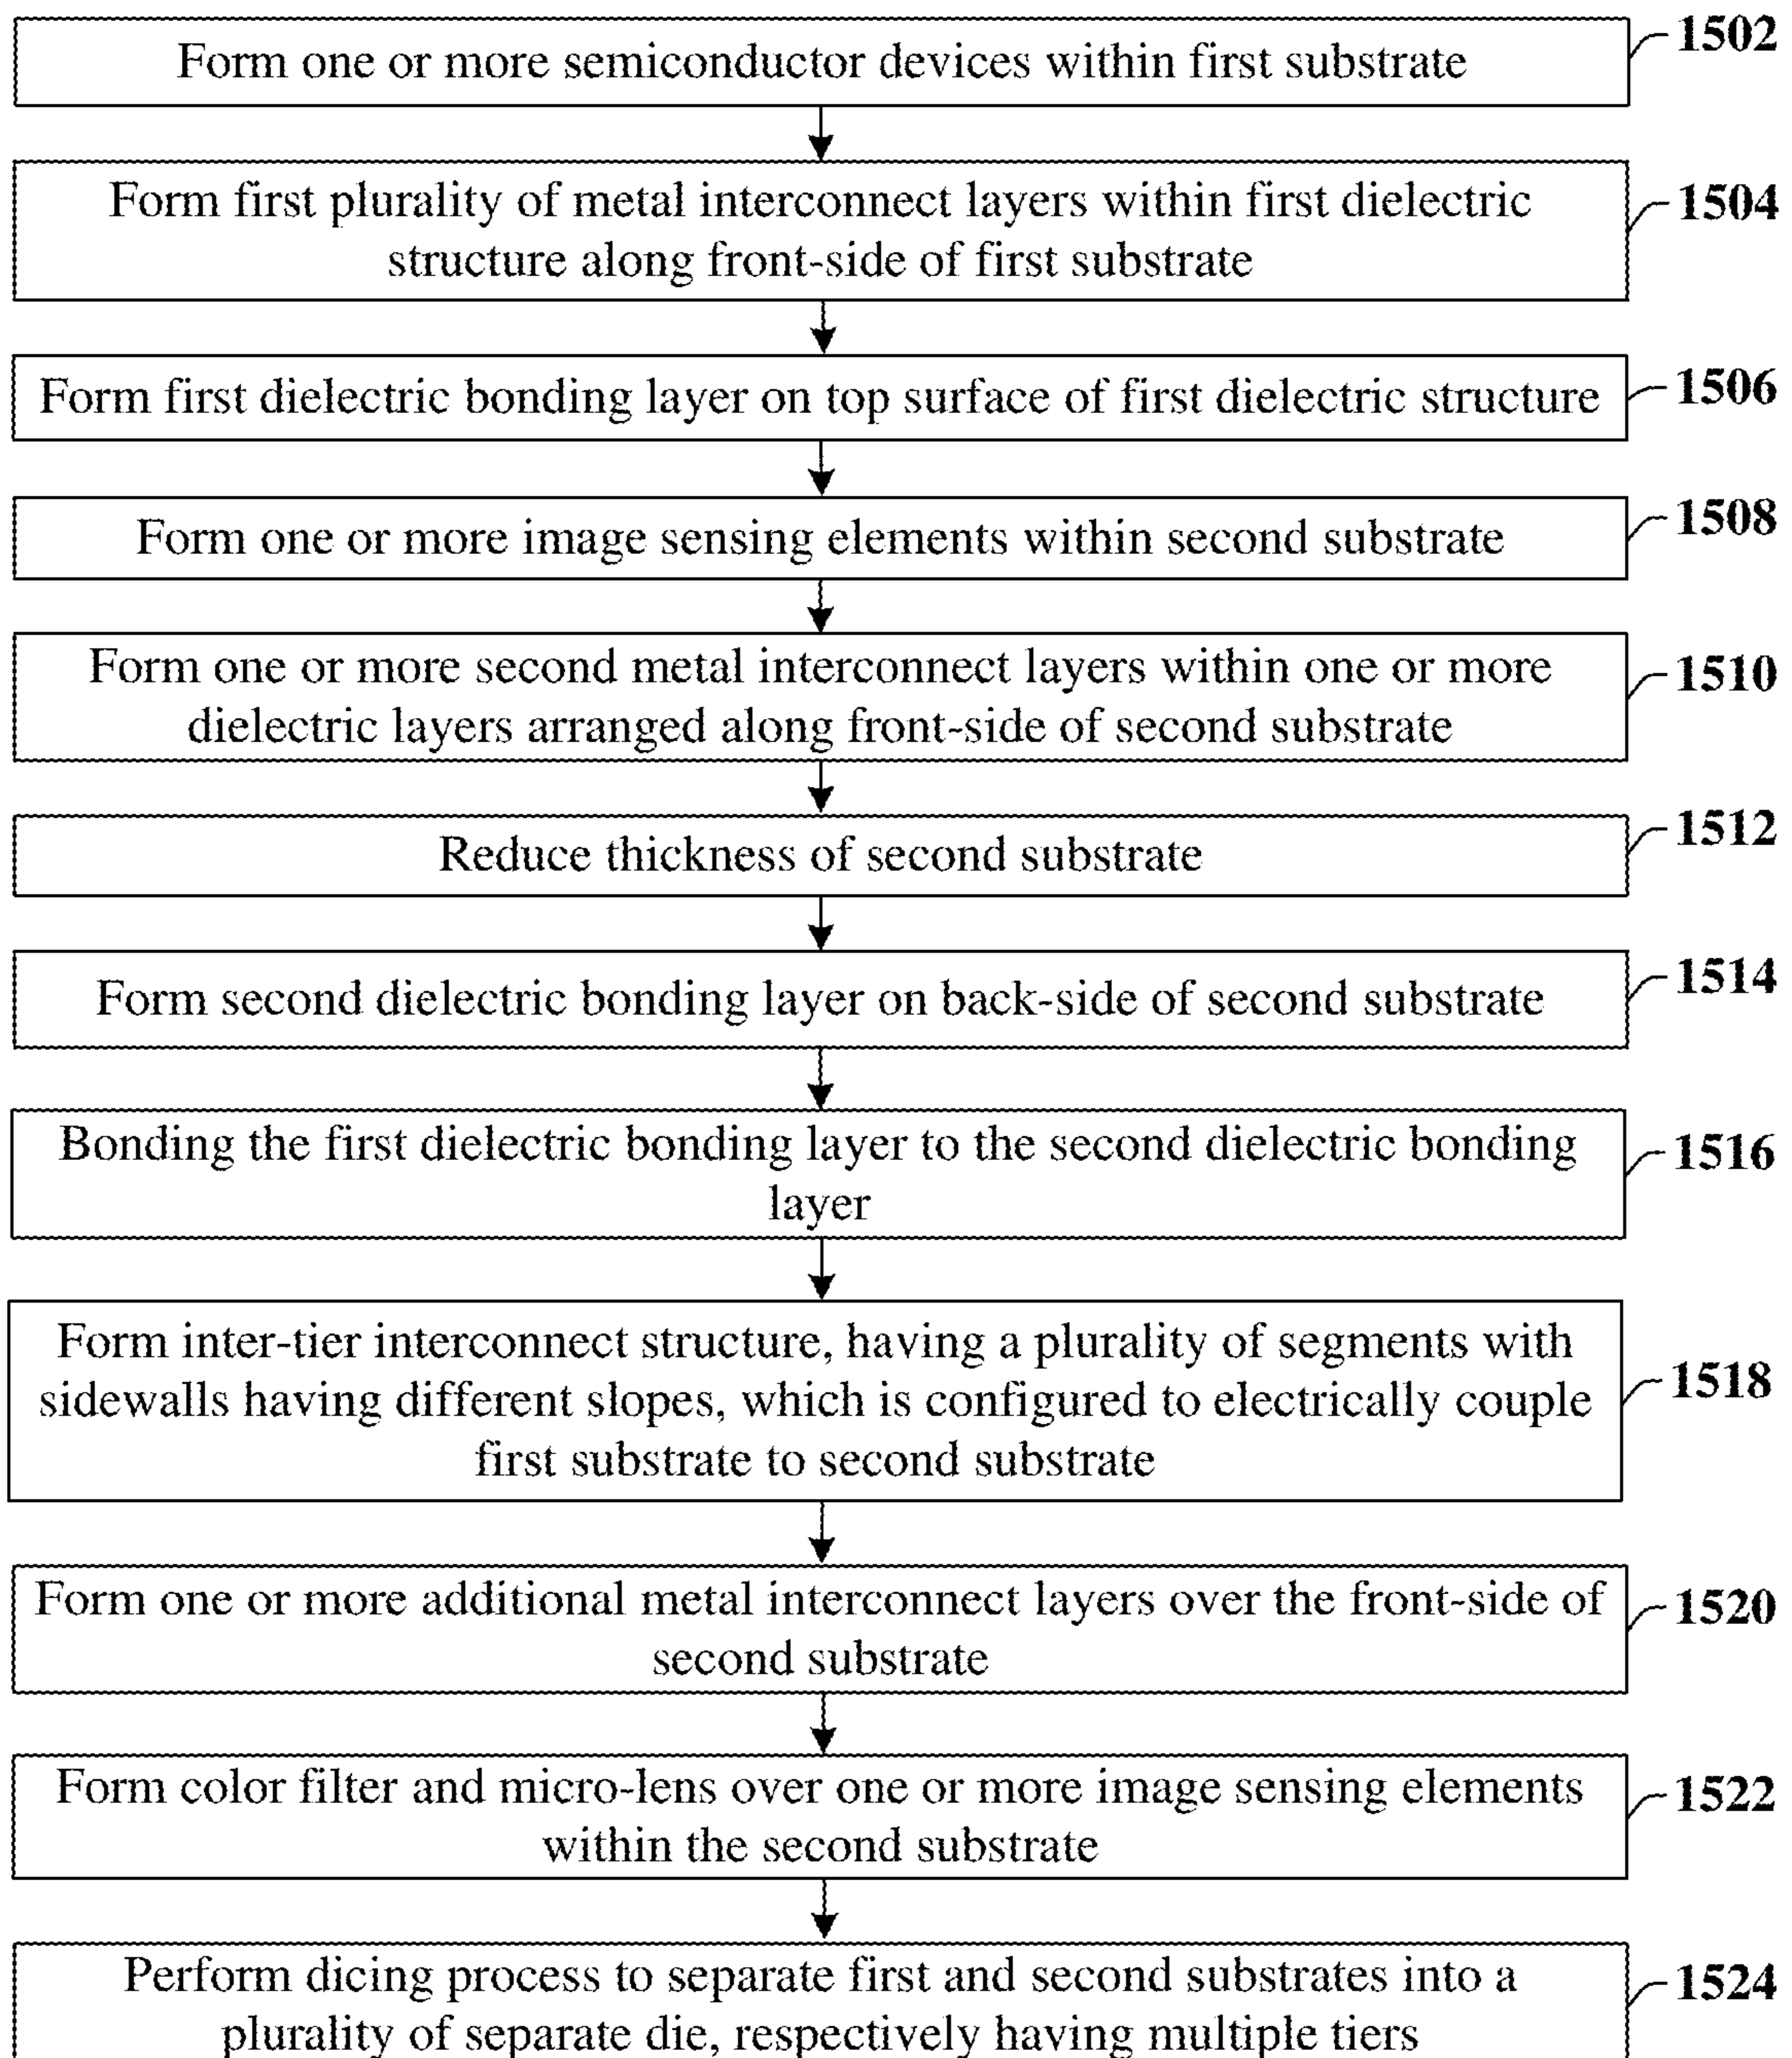 Form one or more semiconductor devices within first substrate
1502
Form first plurality of metal interconnect layers within first dielectric
structure along front-side of first substrate
1504
Form first dielectric bonding layer on top surface of first dielectric structure
1506
Form one or more image sensing elements within second substrate
1508
Form one or more second metal interconnect layers within one or more
dielectric layers arranged along front-side of second substrate
1510
Reduce thickness of second substrate
1512
Form second dielectric bonding layer on back-side of second substrate
1514
Bonding the first dielectric bonding layer to the second dielectric bonding
layer
1516
Form inter-tier interconnect structure, having a plurality of segments with
sidewalls having different slopes, which is configured to electrically couple
first substrate to second substrate
1518
Form one or more additional metal interconnect layers over the front-side of
second substrate
1520
Form color filter and micro-lens over one or more image sensing elements
within the second substrate
1522
Perform dicing process to separate first and second substrates into a
plurality of separate die, respectively having multiple tiers
1524